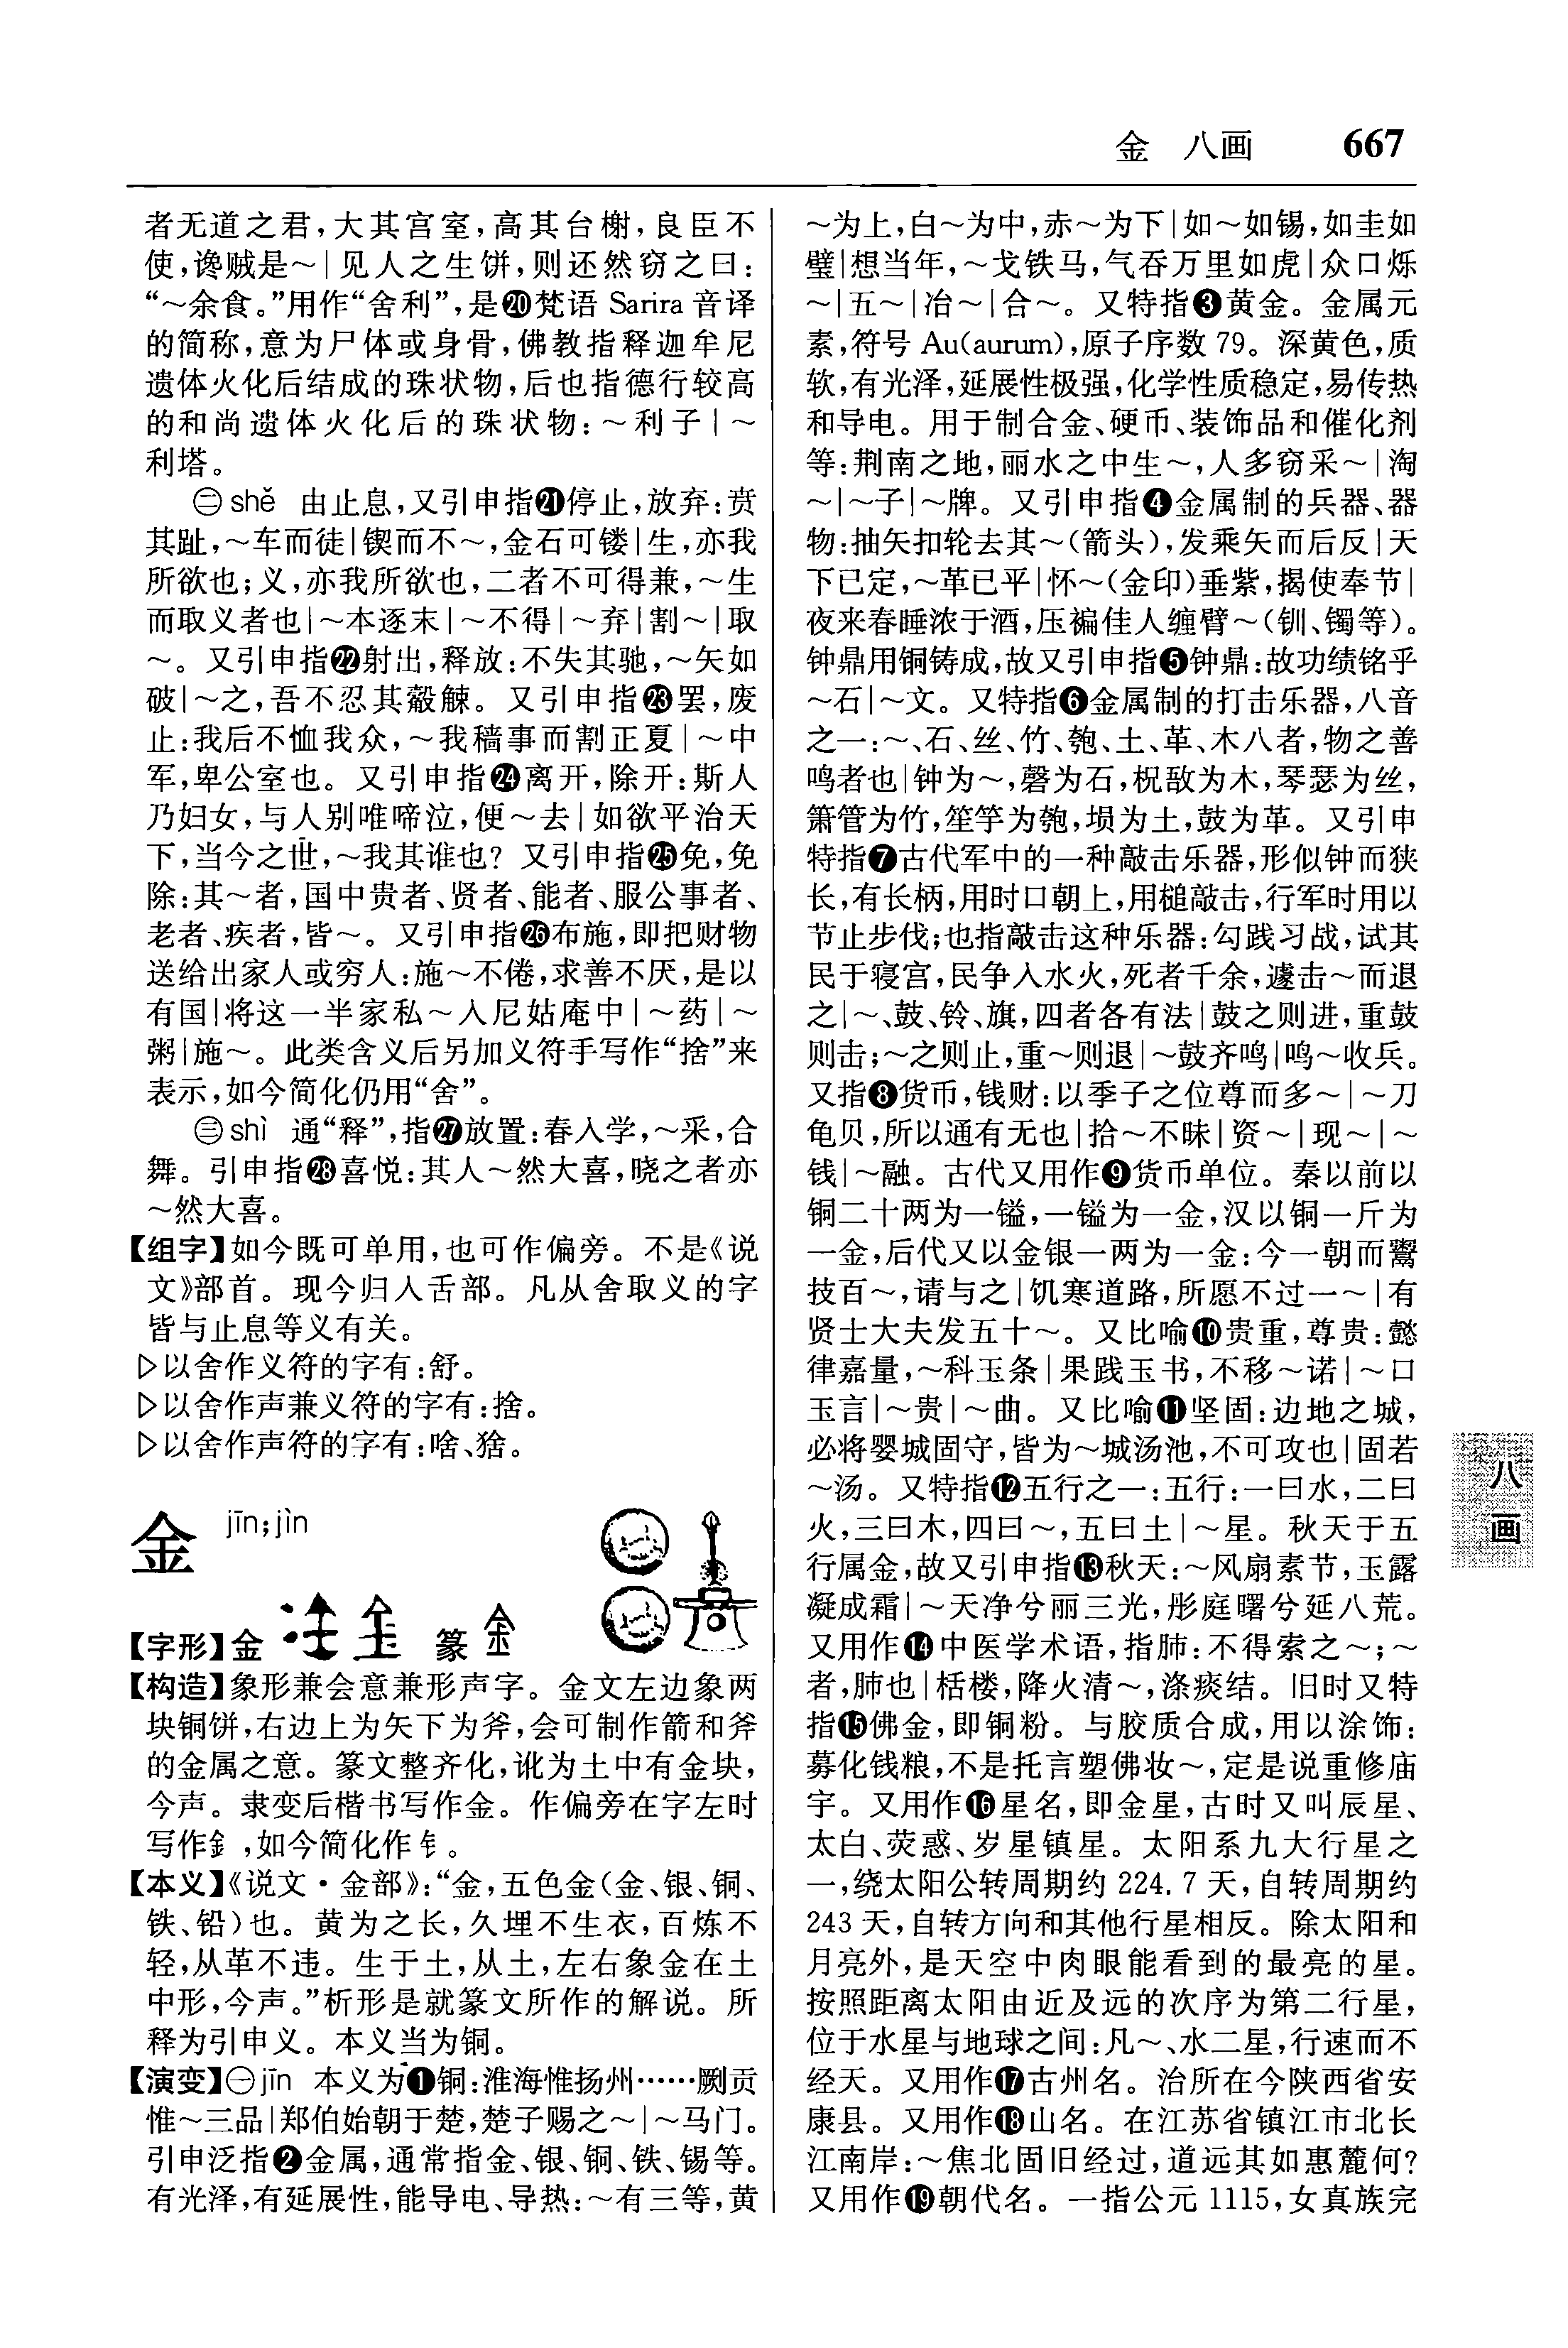 金 八画 667
者无道之君,大其宫室,高其台榭,良臣不
使,谗贼是～|见人之生饼,则还然窃之曰:
“～余食。”用作“舍利”,是⑳梵语 Sarira 音译
的简称,意为尸体或身骨,佛教指释迦牟尼
遗体火化后结成的珠状物,后也指德行较高
的和尚遗体火化后的珠状物:～利子|～
利塔。
㊁shě 由止息,又引申指㉑停止,放弃:贲
其趾,～车而徒|锲而不～,金石可镂|生,亦我
所欲也;义,亦我所欲也,二者不可得兼,～生
而取义者也|～本逐末|～不得|～弃|割～|取
～。又引申指㉒射出,释放:不失其驰,～矢如
破|～之,吾不忍其觳觫。又引申指㉓罢,废
止:我后不恤我众,～我穑事而割正夏|～中
军,卑公室也。又引申指㉔离开,除开:斯人
乃妇女,与人别唯啼泣,便～去|如欲平治天
下,当今之世,～我其谁也?又引申指㉕免,免
除:其～者,国中贵者、贤者、能者、服公事者、
老者、疾者,皆～。又引申指㉖布施,即把财物
送给出家人或穷人:施～不倦,求善不厌,是以
有国|将这一半家私～入尼姑庵中|～药|～
粥|施～。此类含义后另加义符手写作“捨”来
表示,如今简化仍用“舍”。
㊂shì 通“释”,指㉗放置:春入学,～采,合
舞。引申指㉘喜悦:其人～然大喜,晓之者亦
～然大喜。
【组字】如今既可单用,也可作偏旁。不是《说
文》部首。现今归入舌部。凡从舍取义的字
皆与止息等义有关。
▷以舍作义符的字有:舒。
▷以舍作声兼义符的字有:捨。
▷以舍作声符的字有:啥、猞。
金 jīn;jìn
【字形】金 篆
【构造】象形兼会意兼形声字。金文左边象两
块铜饼,右边上为矢下为斧,会可制作箭和斧
的金属之意。篆文整齐化,讹为土中有金块,
今声。隶变后楷书写作金。作偏旁在字左时
写作釒,如今简化作钅。
【本义】《说文·金部》:“金,五色金(金、银、铜、
铁、铅)也。黄为之长,久埋不生衣,百炼不
轻,从革不违。生于土,从土,左右象金在土
中形,今声。”析形是就篆文所作的解说。所
释为引申义。本义当为铜。
【演变】㊀jīn 本义为❶铜:淮海惟扬州……厥贡
惟～三品|郑伯始朝于楚,楚子赐之～|～马门。
引申泛指❷金属,通常指金、银、铜、铁、锡等。
有光泽,有延展性,能导电、导热:～有三等,黄
～为上,白～为中,赤～为下|如～如锡,如圭如
璧|想当年,～戈铁马,气吞万里如虎|众口烁
～|五～|冶～|合～。又特指❸黄金。金属元
素,符号 Au(aurum),原子序数 79。深黄色,质
软,有光泽,延展性极强,化学性质稳定,易传热
和导电。用于制合金、硬币、装饰品和催化剂
等:荆南之地,丽水之中生～,人多窃采～|淘
～|～子|～牌。又引申指❹金属制的兵器、器
物:抽矢扣轮去其～(箭头),发乘矢而后反|天
下已定,～革已平|怀～(金印)垂紫,揭使奉节|
夜来春睡浓于酒,压褊佳人缠臂～(钏、镯等)。
钟鼎用铜铸成,故又引申指❺钟鼎:故功绩铭乎
～石|～文。又特指❻金属制的打击乐器,八音
之一:～、石、丝、竹、匏、土、革、木八者,物之善
鸣者也|钟为～,磬为石,柷敔为木,琴瑟为丝,
箫管为竹,笙竽为匏,埙为土,鼓为革。又引申
特指❼古代军中的一种敲击乐器,形似钟而狭
长,有长柄,用时口朝上,用槌敲击,行军时用以
节止步伐;也指敲击这种乐器:勾践习战,试其
民于寝宫,民争入水火,死者千余,遽击～而退
之|～、鼓、铃、旗,四者各有法|鼓之则进,重鼓
则击;～之则止,重～则退|～鼓齐鸣|鸣～收兵。
又指❽货币,钱财:以季子之位尊而多～|～刀
龟贝,所以通有无也|拾～不昧|资～|现～|～
钱|～融。古代又用作❾货币单位。秦以前以
铜二十两为一镒,一镒为一金,汉以铜一斤为
一金,后代又以金银一两为一金:今一朝而鬻
技百～,请与之|饥寒道路,所愿不过一～|有
贤士大夫发五十～。又比喻❿贵重,尊贵:懿
律嘉量,～科玉条|果践玉书,不移～诺|～口
玉言|～贵|～曲。又比喻⓫坚固:边地之城,
必将婴城固守,皆为～城汤池,不可攻也|固若
～汤。又特指⓬五行之一:五行:一曰水,二曰
火,三曰木,四曰～,五曰土|～星。秋天于五
行属金,故又引申指⓭秋天:～风扇素节,玉露
凝成霜|～天净兮丽三光,彤庭曙兮延八荒。
又用作⓮中医学术语,指肺:不得索之～;～
者,肺也|栝楼,降火清～,涤痰结。旧时又特
指⓯佛金,即铜粉。与胶质合成,用以涂饰:
募化钱粮,不是托言塑佛妆～,定是说重修庙
宇。又用作⓰星名,即金星,古时又叫辰星、
太白、荧惑、岁星镇星。太阳系九大行星之
一,绕太阳公转周期约 224.7 天,自转周期约
243 天,自转方向和其他行星相反。除太阳和
月亮外,是天空中肉眼能看到的最亮的星。
按照距离太阳由近及远的次序为第二行星,
位于水星与地球之间:凡～、水二星,行速而不
经天。又用作⓱古州名。治所在今陕西省安
康县。又用作⓲山名。在江苏省镇江市北长
江南岸:～焦北固旧经过,道远其如惠麓何?
又用作⓳朝代名。一指公元 1115,女真族完
八
画